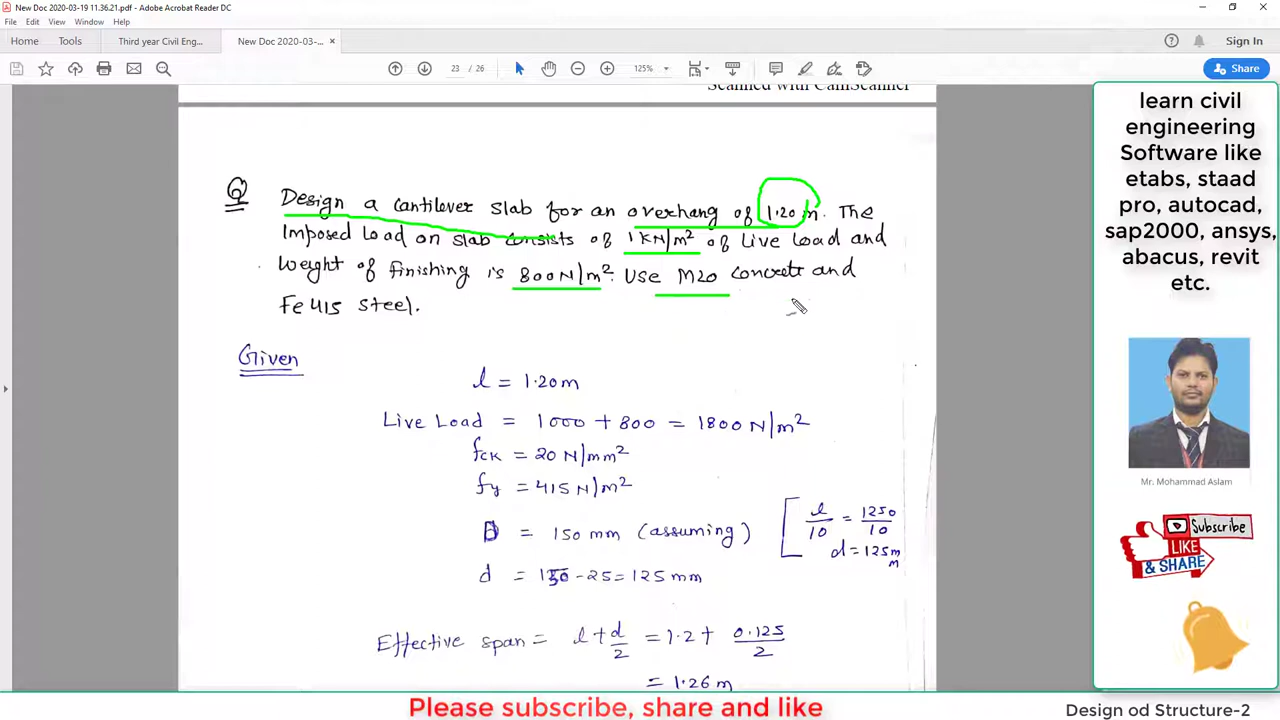 New Doc 2020-03-19 11.36.21.pdf - Adobe Acrobat Reader DC
File Edit View Window Help
Home Tools Third year Civil Eng... New Doc 2020-03-... × Sign In
23 / 26 125% Share
Scanned with CamScanner
Q Design a cantilever slab for an overhang of 1.20 m. The
Imposed Load on slab consists of 1 KN/m² of Live load and
weight of finishing is 800 N/m². Use M20 concrete and
Fe 415 steel.
Given
l = 1.20m
Live Load = 1000 + 800 = 1800 N/m²
fck = 20 N/mm²
fy = 415 N/m²
D = 150 mm (assuming) [ l/10 = 1250/10
d = 125mm
d = 150 - 25 = 125 mm
Effective span = l + d/2 = 1.2 + 0.125/2
= 1.26 m
learn civil
engineering
Software like
etabs, staad
pro, autocad,
sap2000, ansys,
abacus, revit
etc.
Mr. Mohammad Aslam
Subscribe
LIKE
& SHARE
Please subscribe, share and like
Design od Structure-2